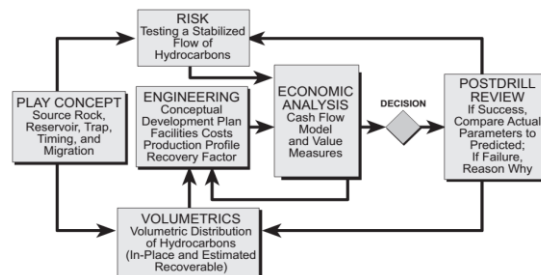 RISK
Testing a Stabilized
Flow of
Hydrocarbons
PLAY CONCEPT
Source Rock,
Reservoir, Trap,
Timing, and
Migration
ENGINEERING
Conceptual
Development Plan
Facilities Costs
Production Profile
Recovery Factor
ECONOMIC
ANALYSIS
Cash Flow
Model
and Value
Measures
DECISION
POSTDRILL
REVIEW
If Success,
Compare Actual
Parameters to
Predicted;
If Failure,
Reason Why
VOLUMETRICS
Volumetric Distribution
of Hydrocarbons
(In-Place and Estimated
Recoverable)